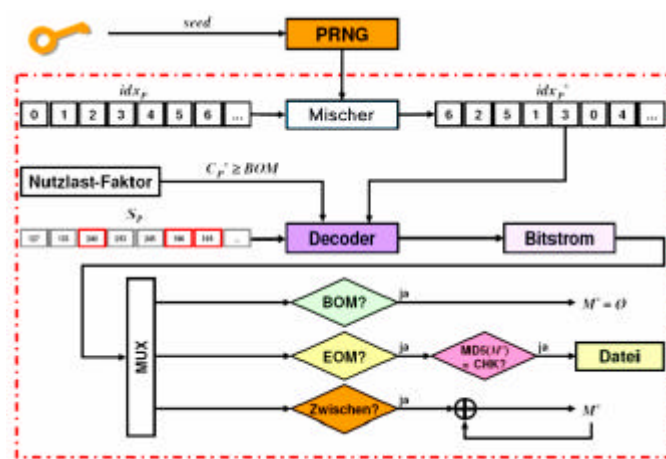 seed
PRNG
idx_P
idx_P*
0 1 2 3 4 5 6 ...
Mischer
6 2 5 1 3 0 4 ...
Nutzlast-Faktor
≥ BOM
S_P
Decoder
Bitstrom
MUX
BOM?
ja
EOM?
ja
MD5(M') = CHK?
ja
Datei
Zwischen?
ja